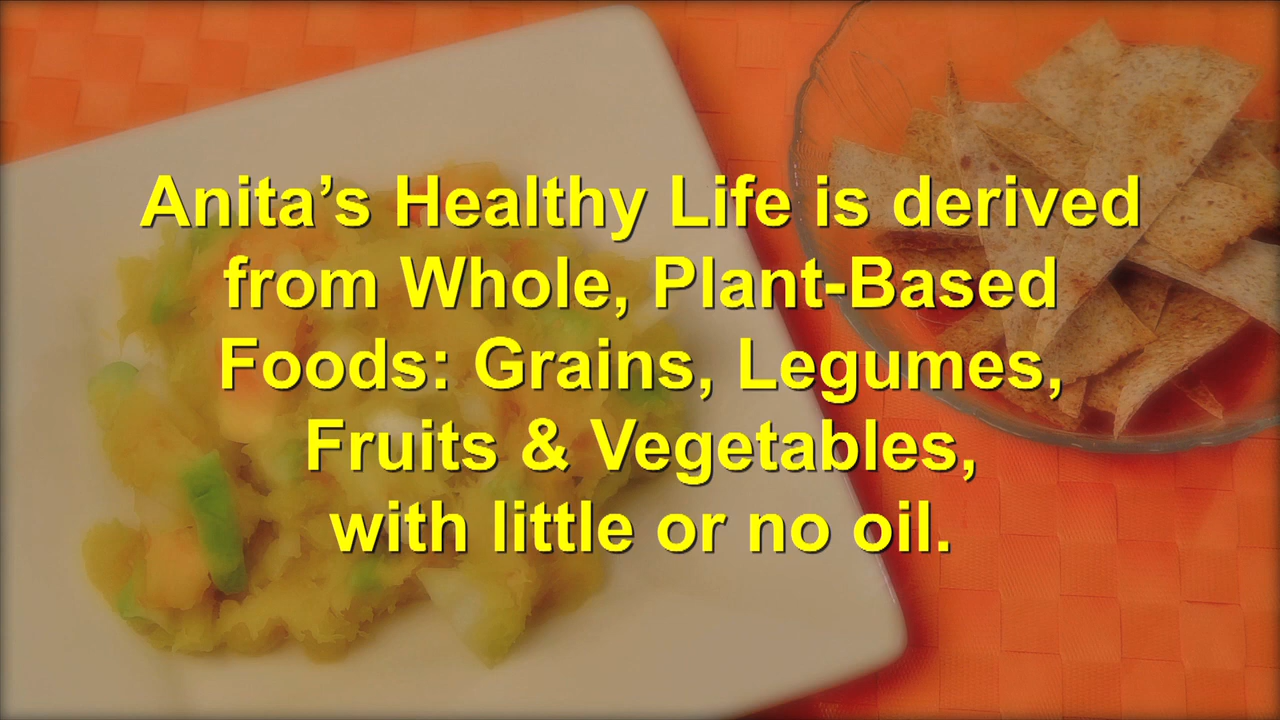 Anita’s Healthy Life is derived
from Whole, Plant-Based
Foods: Grains, Legumes,
Fruits & Vegetables,
with little or no oil.